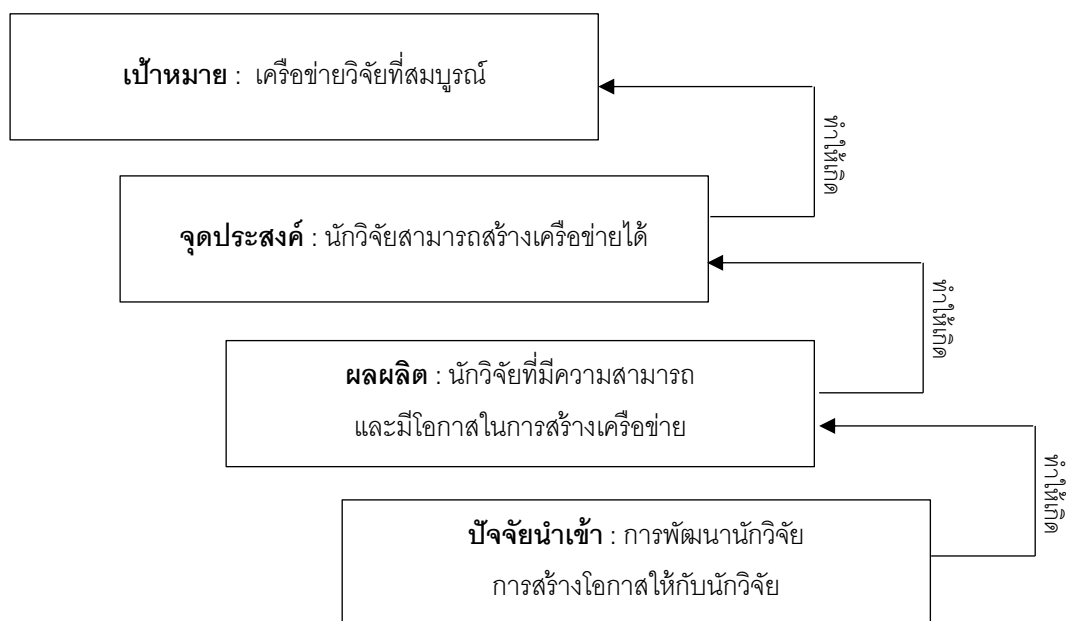 เป้าหมาย : เครือข่ายวิจัยที่สมบูรณ์
ทำให้เกิด
จุดประสงค์ : นักวิจัยสามารถสร้างเครือข่ายได้
ทำให้เกิด
ผลผลิต : นักวิจัยที่มีความสามารถ
และมีโอกาสในการสร้างเครือข่าย
ทำให้เกิด
ปัจจัยนำเข้า : การพัฒนานักวิจัย
การสร้างโอกาสให้กับนักวิจัย